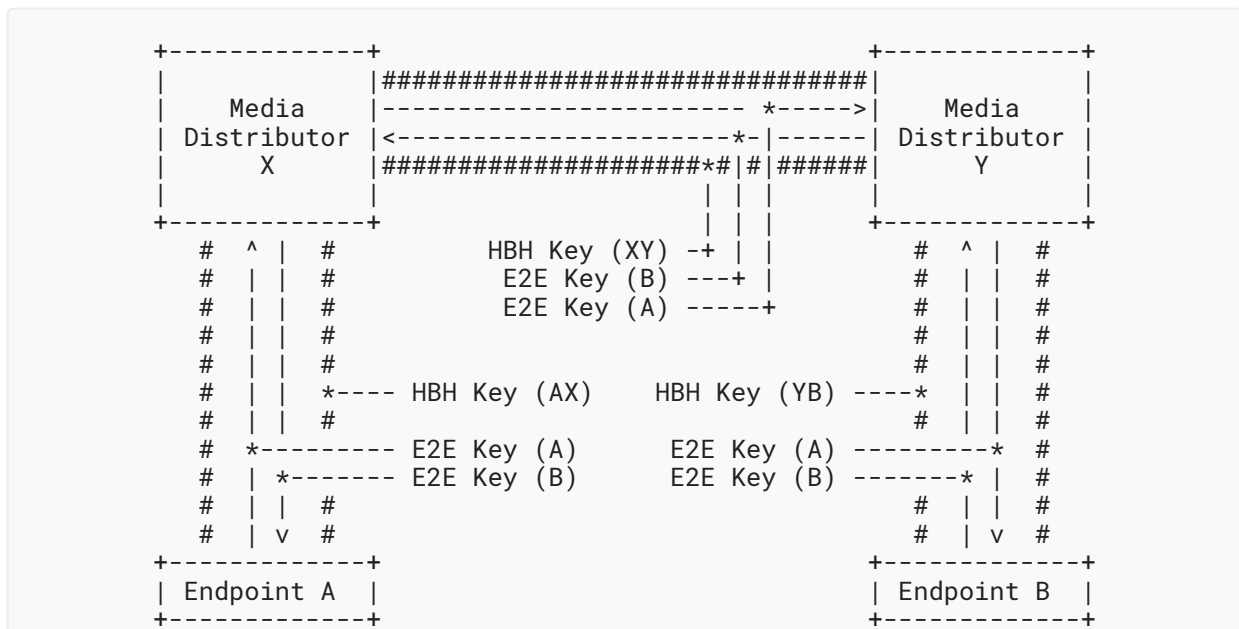 +-------------+                                +-------------+
|             |################################|             |
|    Media    |------------------------ *----->|    Media    |
| Distributor |<----------------------*-|------| Distributor |
|      X      |#####################*#|#|######|      Y      |
|             |                     | | |      |             |
+-------------+                     | | |      +-------------+
   #  ^ |  #          HBH Key (XY) -+ | |         #  ^ |  #
   #  | |  #           E2E Key (B) ---+ |         #  | |  #
   #  | |  #           E2E Key (A) -----+         #  | |  #
   #  | |  #                                      #  | |  #
   #  | |  #                                      #  | |  #
   #  | |  *---- HBH Key (AX)    HBH Key (YB) ----*  | |  #
   #  | |  #                                      #  | |  #
   #  *--------- E2E Key (A)      E2E Key (A) ---------*  #
   #  | *------- E2E Key (B)      E2E Key (B) -------* |  #
   #  | |  #                                      #  | |  #
   #  | v  #                                      #  | v  #
+-------------+                                +-------------+
| Endpoint A  |                                | Endpoint B  |
+-------------+                                +-------------+